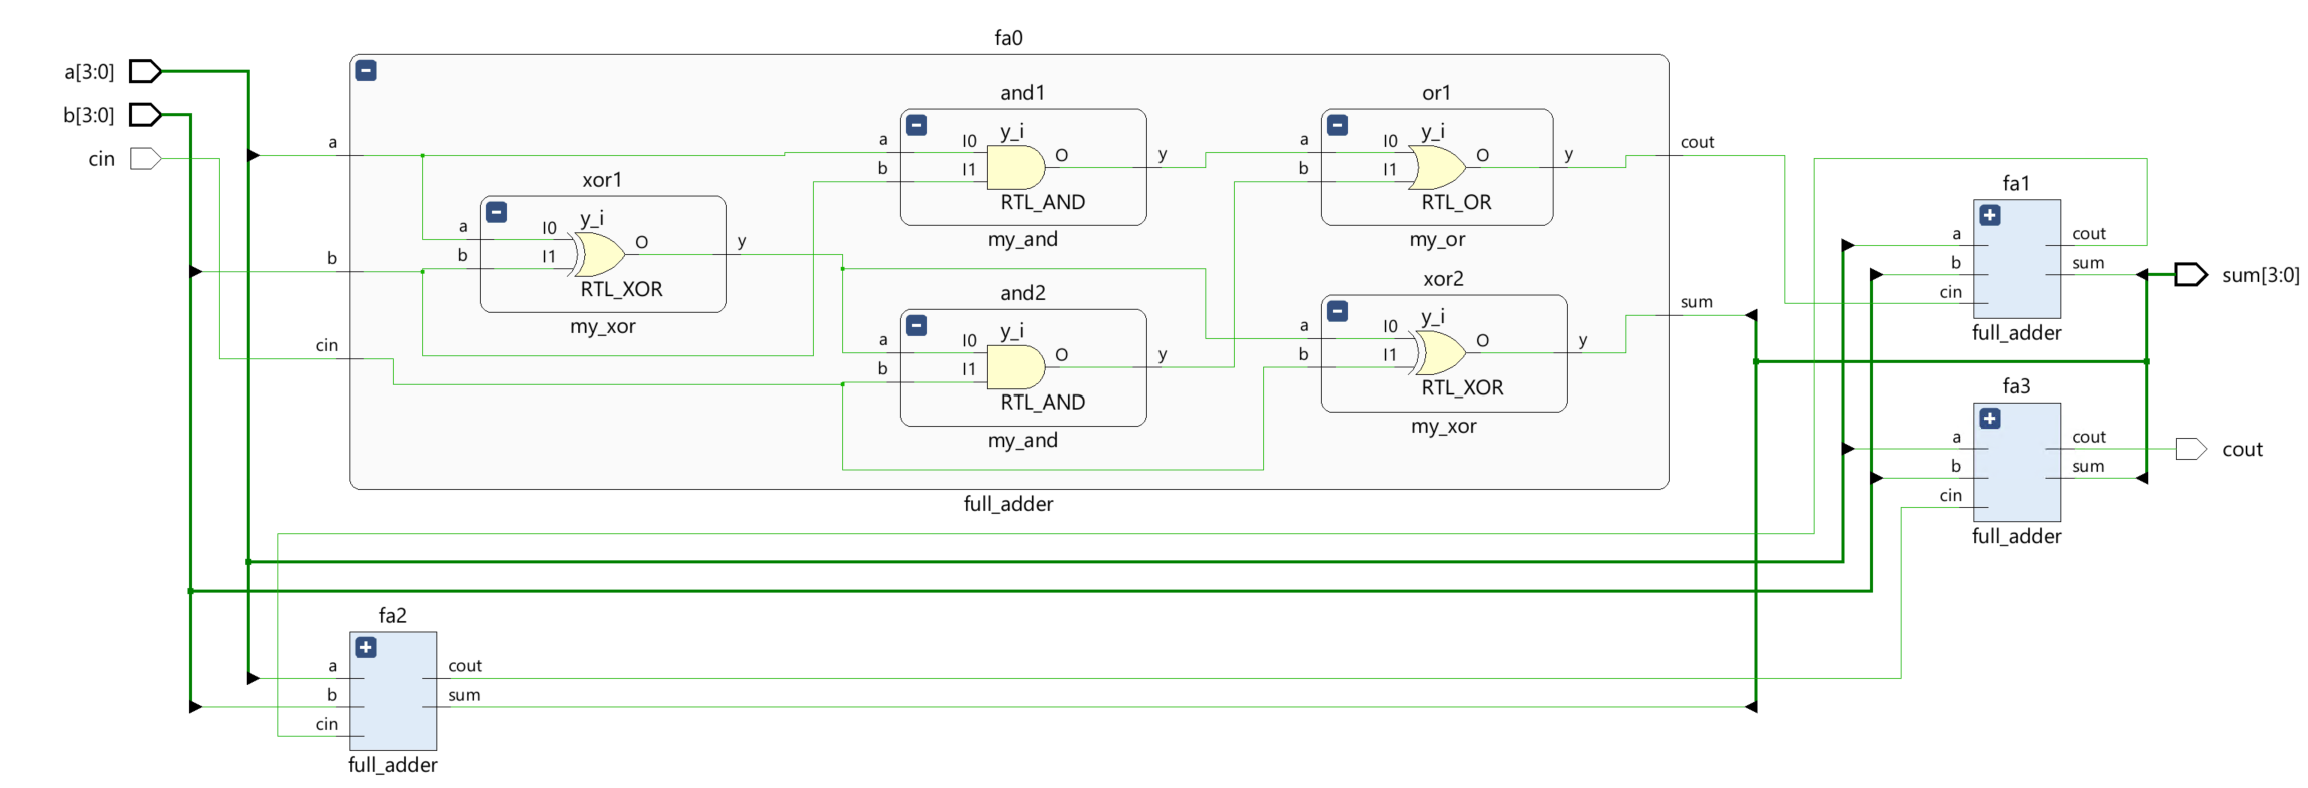 fa0
a[3:0]
b[3:0]
cin
a
b
cin
xor1
a
b
I0
I1
y_i
O
RTL_XOR
y
my_xor
and1
a
b
I0
I1
y_i
O
RTL_AND
y
my_and
and2
a
b
I0
I1
y_i
O
RTL_AND
y
my_and
or1
a
b
I0
I1
y_i
O
RTL_OR
y
my_or
xor2
a
b
I0
I1
y_i
O
RTL_XOR
y
my_xor
cout
sum
full_adder
fa1
a
b
cin
cout
sum
full_adder
sum[3:0]
fa3
a
b
cin
cout
sum
full_adder
cout
fa2
a
b
cin
cout
sum
full_adder